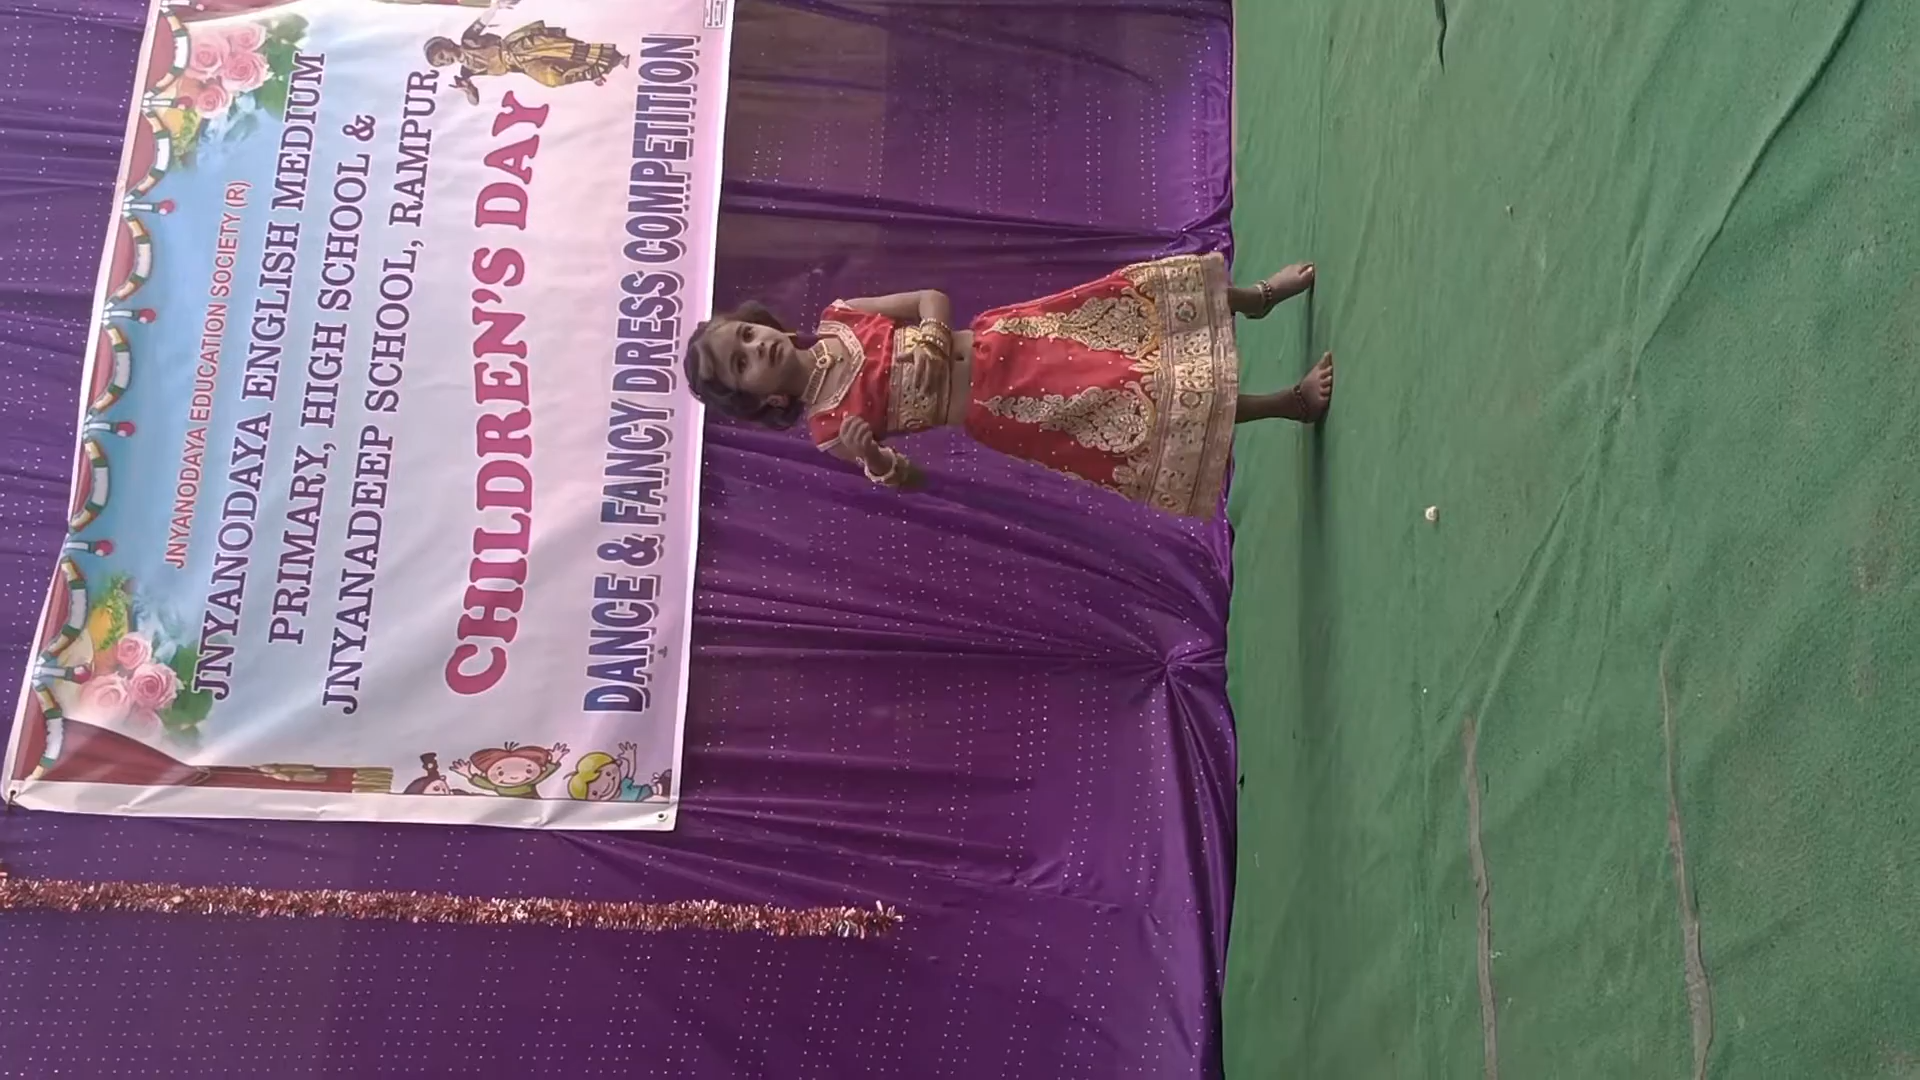 JNYANODAYA EDUCATION SOCIETY (R)
JNYANODAYA ENGLISH MEDIUM
PRIMARY, HIGH SCHOOL &
JNYANADEEP SCHOOL, RAMPUR
CHILDREN'S DAY
DANCE & FANCY DRESS COMPETITION